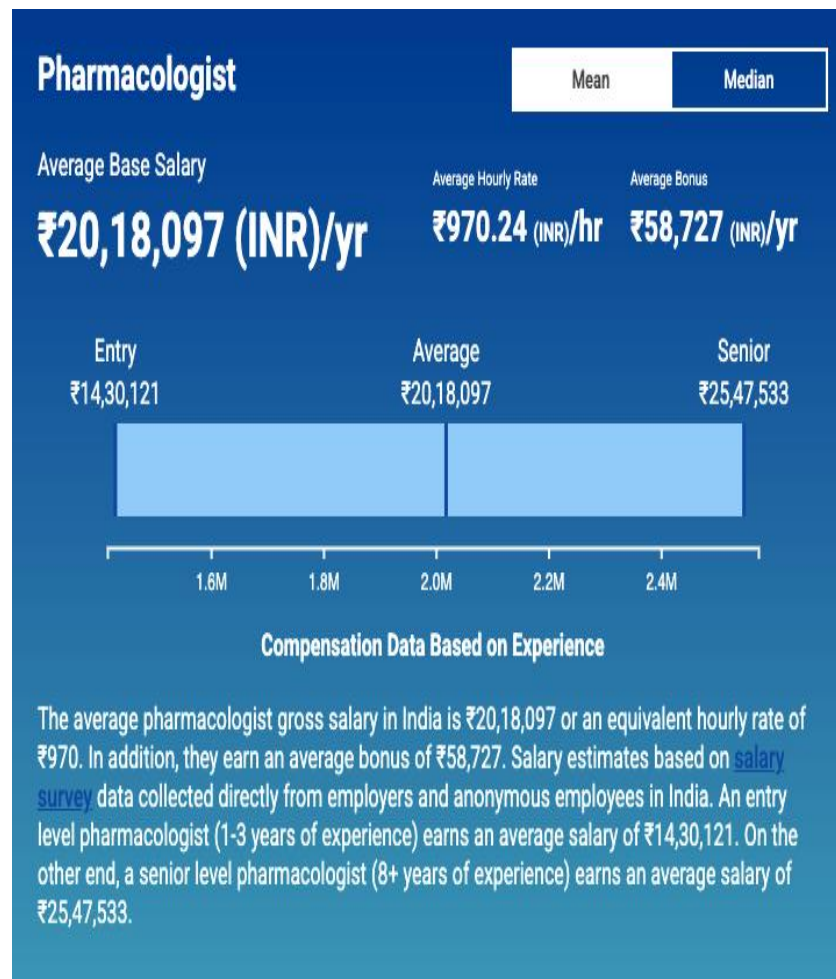 Pharmacologist
Mean
Median
Average Base Salary
Average Hourly Rate
Average Bonus
₹20,18,097 (INR)/yr
₹970.24 (INR)/hr
₹58,727 (INR)/yr
Entry
Average
Senior
₹14,30,121
₹20,18,097
₹25,47,533
1.6M
1.8M
2.0M
2.2M
2.4M
Compensation Data Based on Experience
The average pharmacologist gross salary in India is ₹20,18,097 or an equivalent hourly rate of
₹970. In addition, they earn an average bonus of ₹58,727. Salary estimates based on salary
survey data collected directly from employers and anonymous employees in India. An entry
level pharmacologist (1-3 years of experience) earns an average salary of ₹14,30,121. On the
other end, a senior level pharmacologist (8+ years of experience) earns an average salary of
₹25,47,533.